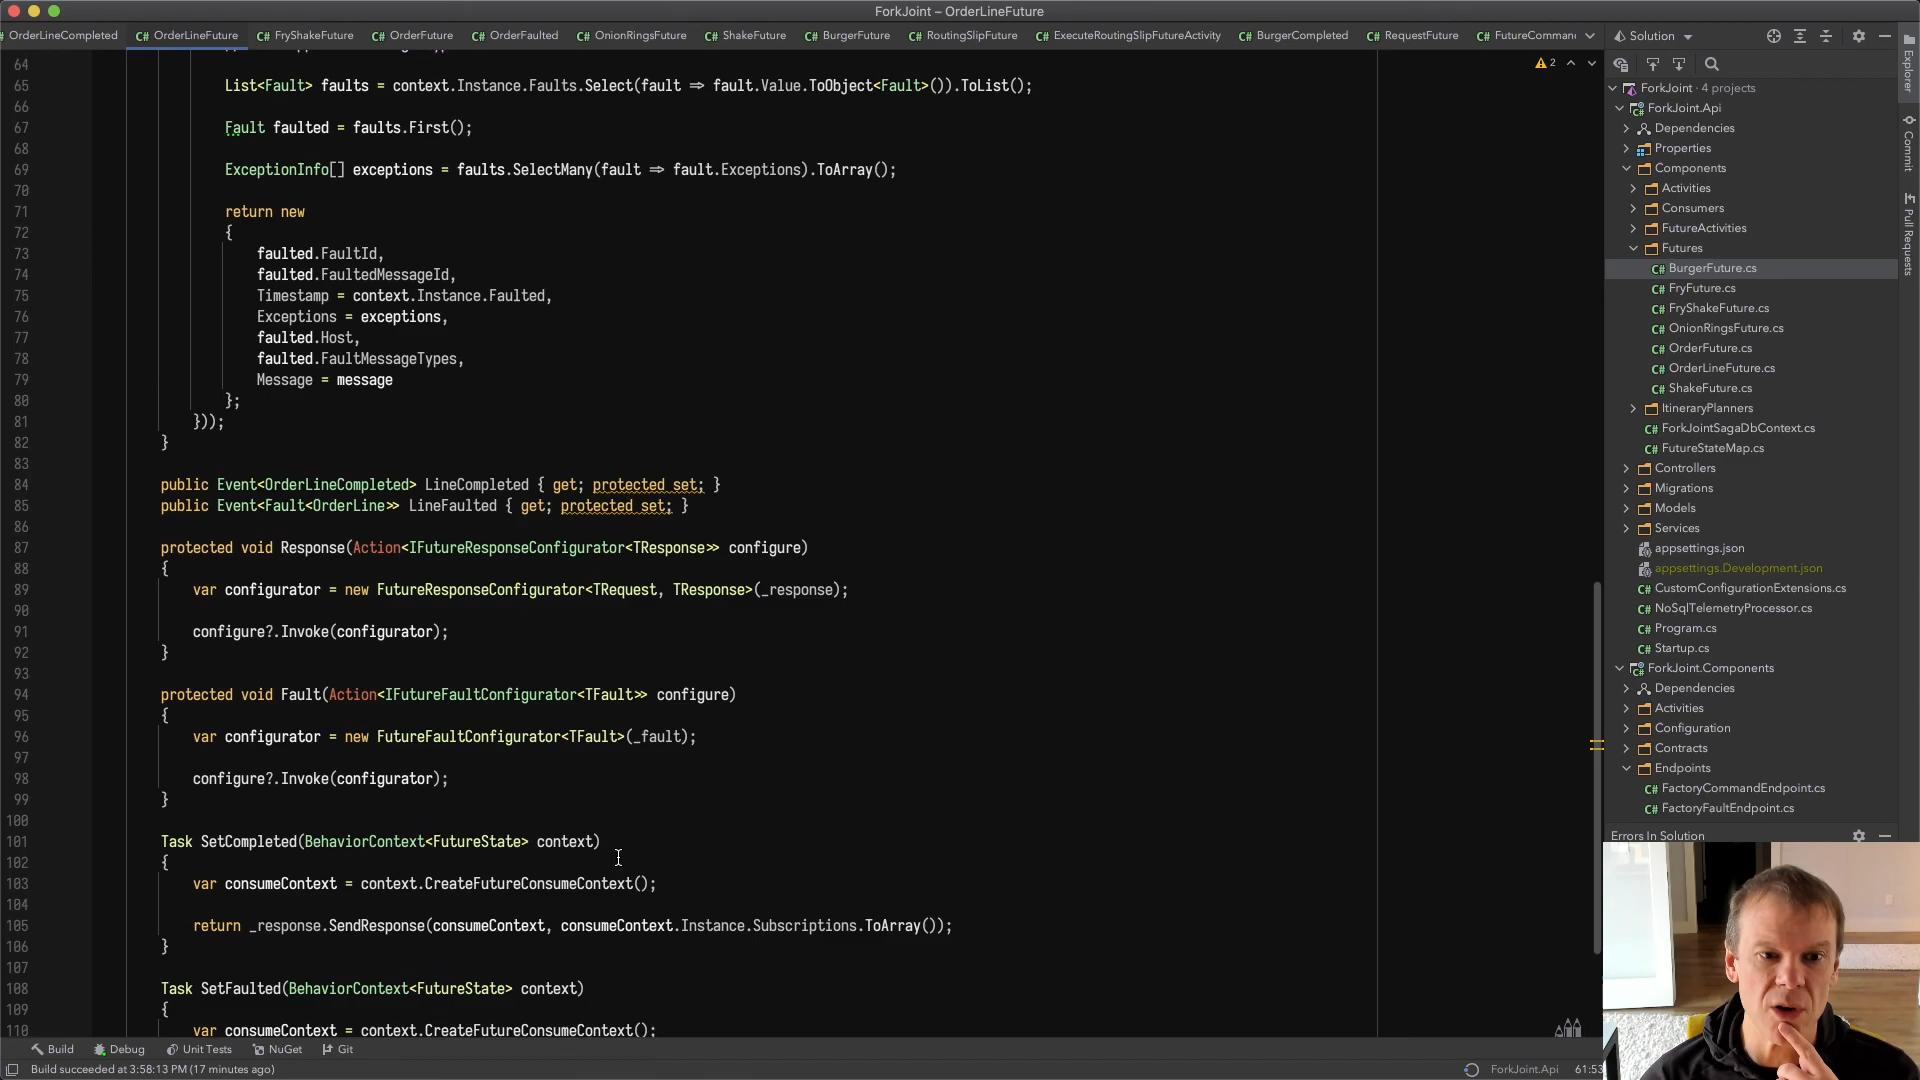 ForkJoint – OrderLineFuture
OrderLineCompleted
C# OrderLineFuture
C# FryShakeFuture
C# OrderFuture
C# OrderFaulted
C# OnionRingsFuture
C# ShakeFuture
C# BurgerFuture
C# RoutingSlipFuture
C# ExecuteRoutingSlipFutureActivity
C# BurgerCompleted
C# RequestFuture
C# FutureComman
64
65 List<Fault> faults = context.Instance.Faults.Select(fault => fault.Value.ToObject<Fault>()).ToList();
66
67 Fault faulted = faults.First();
68
69 ExceptionInfo[] exceptions = faults.SelectMany(fault => fault.Exceptions).ToArray();
70
71 return new
72 {
73 faulted.FaultId,
74 faulted.FaultedMessageId,
75 Timestamp = context.Instance.Faulted,
76 Exceptions = exceptions,
77 faulted.Host,
78 faulted.FaultMessageTypes,
79 Message = message
80 };
81 }));
82 }
83
84 public Event<OrderLineCompleted> LineCompleted { get; protected set; }
85 public Event<Fault<OrderLine>> LineFaulted { get; protected set; }
86
87 protected void Response(Action<IFutureResponseConfigurator<TResponse>> configure)
88 {
89 var configurator = new FutureResponseConfigurator<TRequest, TResponse>(_response);
90
91 configure?.Invoke(configurator);
92 }
93
94 protected void Fault(Action<IFutureFaultConfigurator<TFault>> configure)
95 {
96 var configurator = new FutureFaultConfigurator<TFault>(_fault);
97
98 configure?.Invoke(configurator);
99 }
100
101 Task SetCompleted(BehaviorContext<FutureState> context)
102 {
103 var consumeContext = context.CreateFutureConsumeContext();
104
105 return _response.SendResponse(consumeContext, consumeContext.Instance.Subscriptions.ToArray());
106 }
107
108 Task SetFaulted(BehaviorContext<FutureState> context)
109 {
110 var consumeContext = context.CreateFutureConsumeContext();
2
Solution
ForkJoint · 4 projects
C# ForkJoint.Api
Dependencies
Properties
Components
Activities
Consumers
FutureActivities
Futures
C# BurgerFuture.cs
C# FryFuture.cs
C# FryShakeFuture.cs
C# OnionRingsFuture.cs
C# OrderFuture.cs
C# OrderLineFuture.cs
C# ShakeFuture.cs
ItineraryPlanners
C# ForkJointSagaDbContext.cs
C# FutureStateMap.cs
Controllers
Migrations
Models
Services
appsettings.json
appsettings.Development.json
C# CustomConfigurationExtensions.cs
C# NoSqlTelemetryProcessor.cs
C# Program.cs
C# Startup.cs
C# ForkJoint.Components
Dependencies
Activities
Configuration
Contracts
Endpoints
C# FactoryCommandEndpoint.cs
C# FactoryFaultEndpoint.cs
Errors In Solution
Explorer
Commit
Pull Requests
Build
Debug
Unit Tests
NuGet
Git
Build succeeded at 3:58:13 PM (17 minutes ago)
ForkJoint.Api
61:53